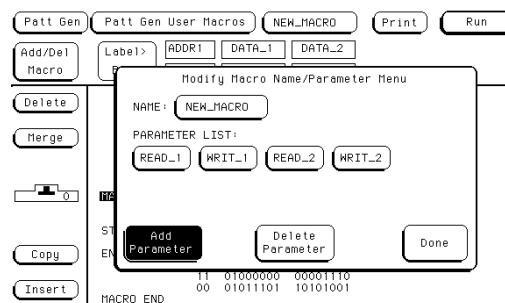 Patt Gen Patt Gen User Macros NEW_MACRO Print Run
Add/Del Macro Label> ADDR1 DATA_1 DATA_2
Modify Macro Name/Parameter Menu
Delete
NAME: NEW_MACRO
Merge
PARAMETER LIST:
READ_1 WRIT_1 READ_2 WRIT_2
0
MA
ST
Add Parameter Delete Parameter Done
Copy EN
11 01000000 00001110
Insert 00 01011101 10101001
MACRO END